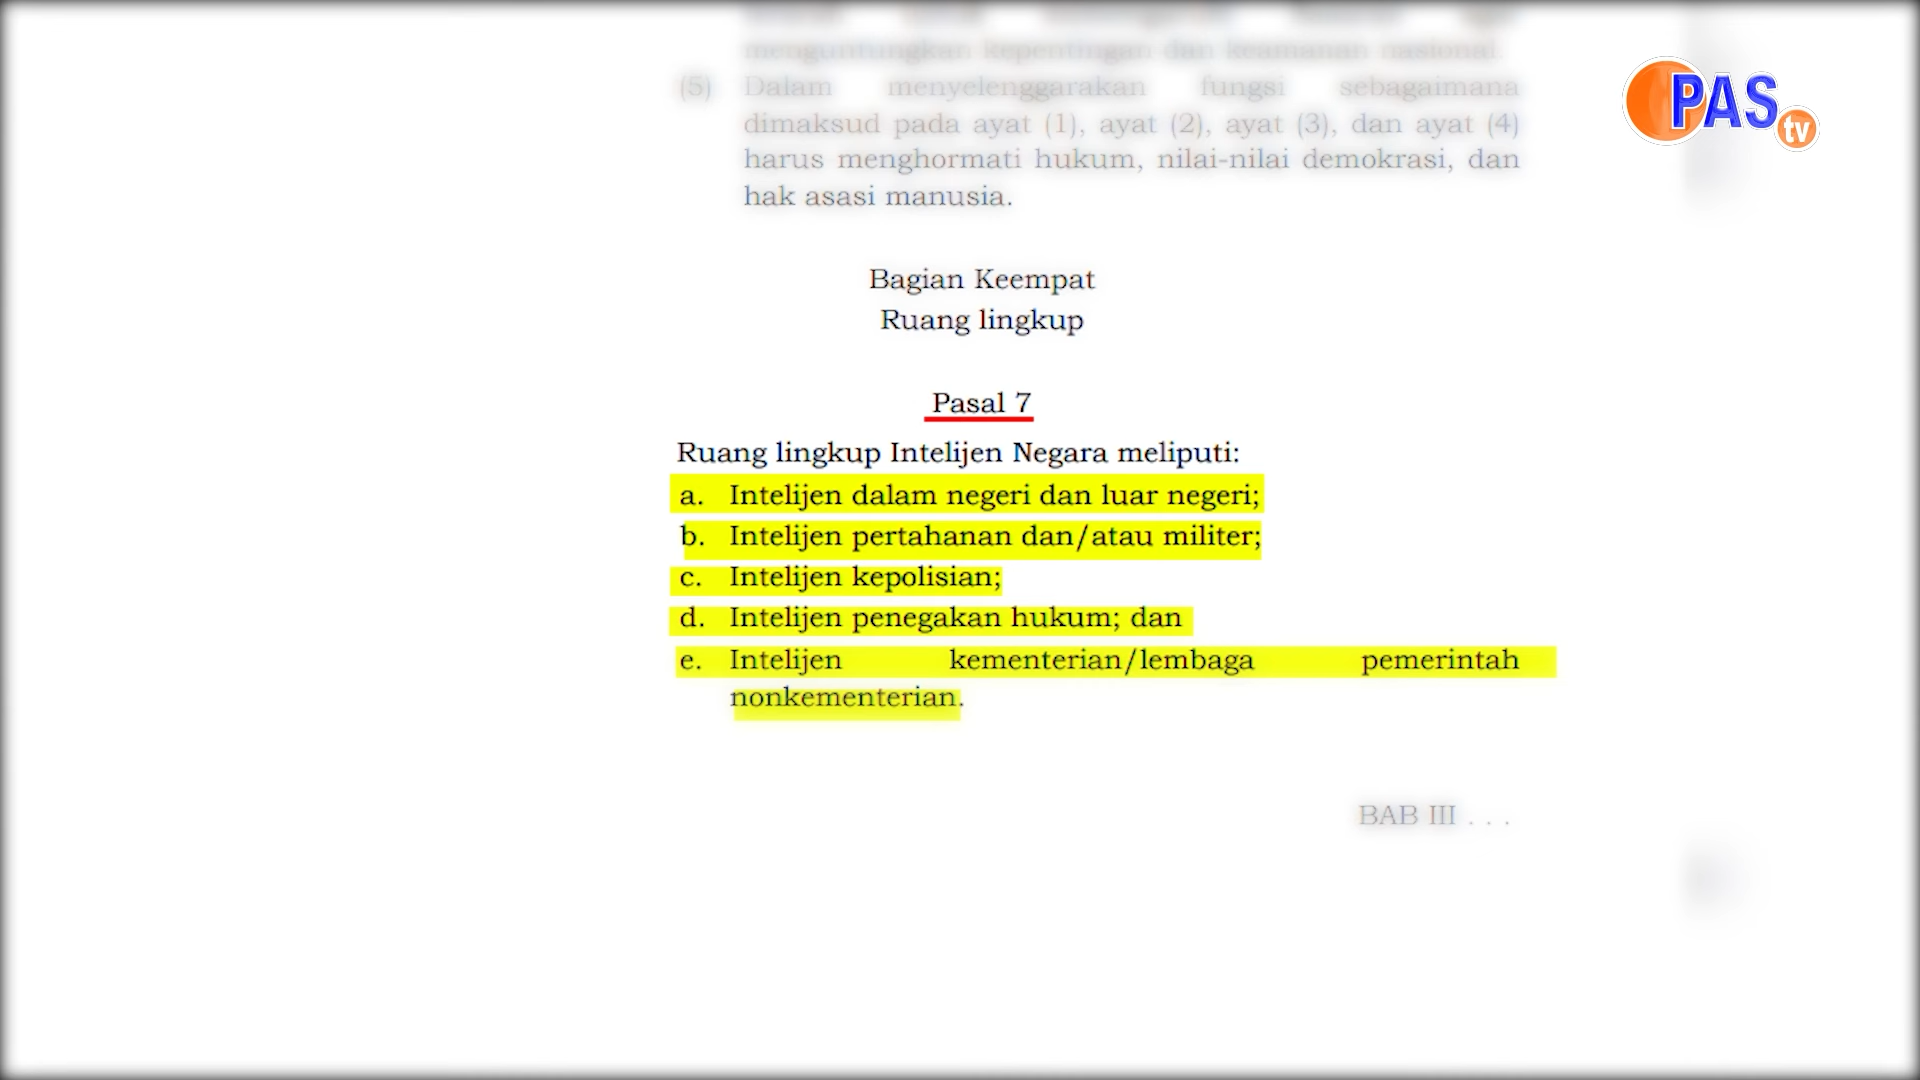 menguntungkan kepentingan dan keamanan nasional.
(5) Dalam menyelenggarakan fungsi sebagaimana
dimaksud pada ayat (1), ayat (2), ayat (3), dan ayat (4)
harus menghormati hukum, nilai-nilai demokrasi, dan
hak asasi manusia.
PAS tv
Bagian Keempat
Ruang lingkup
Pasal 7
Ruang lingkup Intelijen Negara meliputi:
a. Intelijen dalam negeri dan luar negeri;
b. Intelijen pertahanan dan/atau militer;
c. Intelijen kepolisian;
d. Intelijen penegakan hukum; dan
e. Intelijen kementerian/lembaga pemerintah
nonkementerian.
BAB III . . .